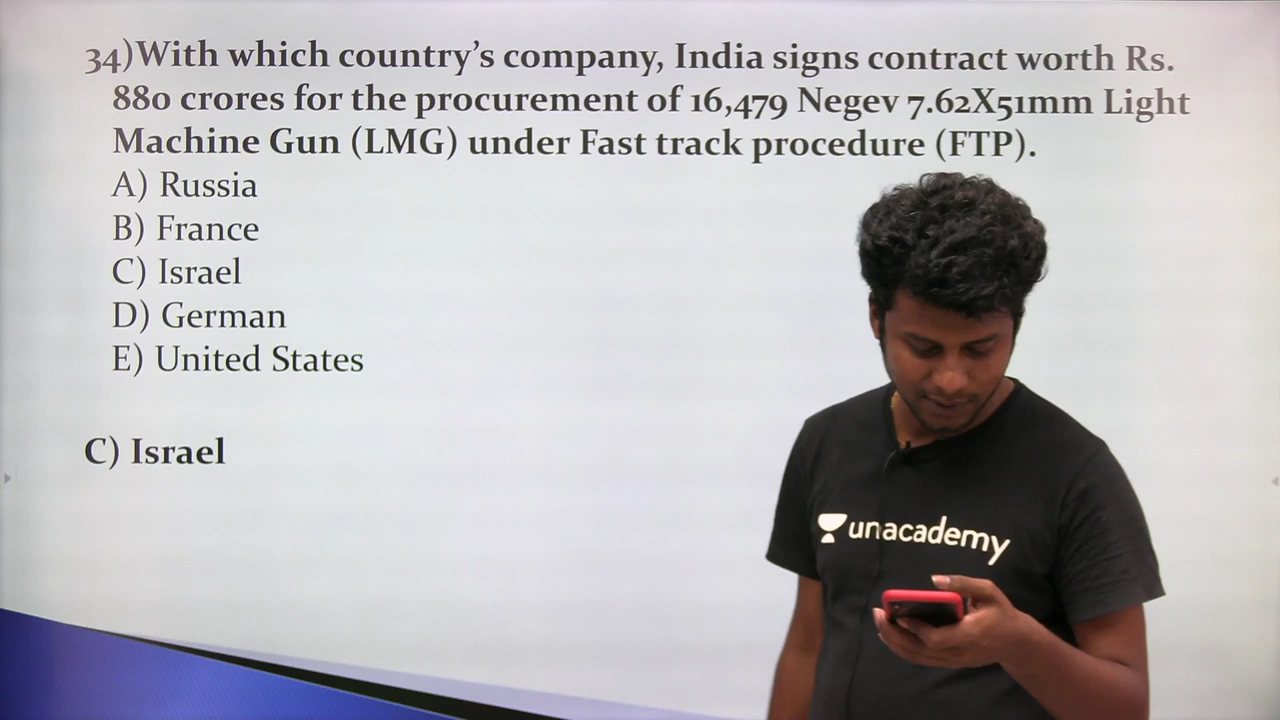 34)With which country's company, India signs contract worth Rs.
880 crores for the procurement of 16,479 Negev 7.62X51mm Light
Machine Gun (LMG) under Fast track procedure (FTP).
A) Russia
B) France
C) Israel
D) German
E) United States
C) Israel
unacademy